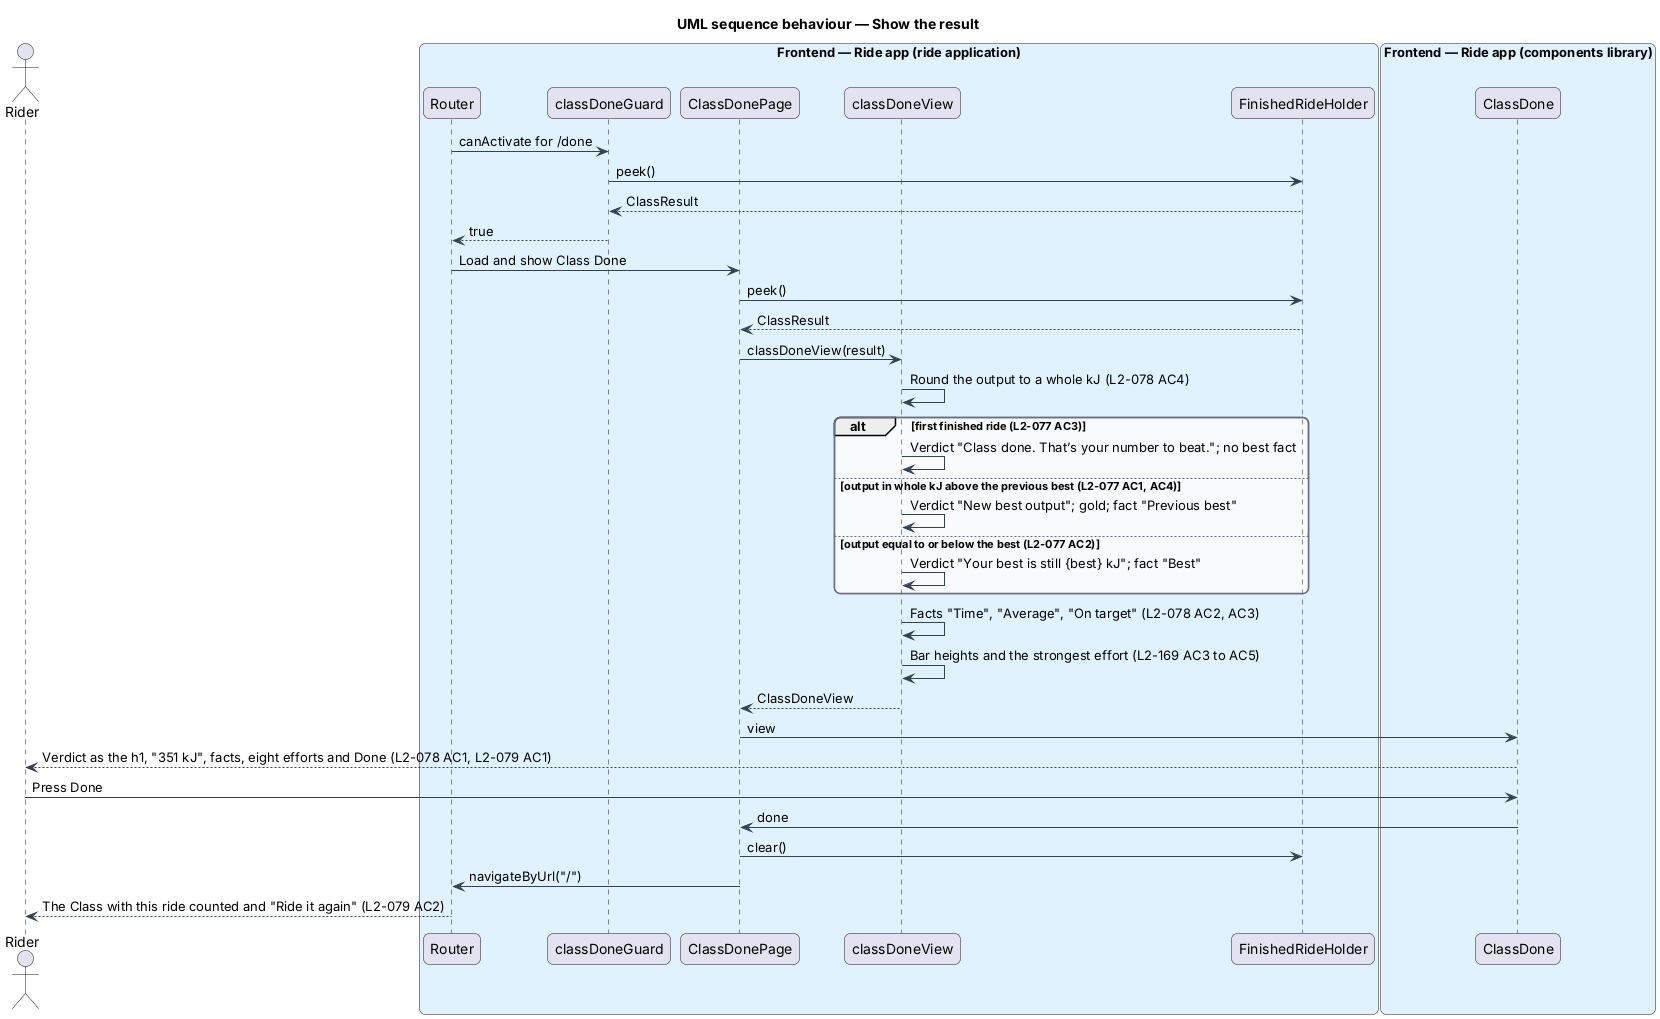 UML sequence behaviour — Show the result
Frontend — Ride app (ride application)
Frontend — Ride app (components library)
Rider
Router
classDoneGuard
ClassDonePage
classDoneView
FinishedRideHolder
ClassDone
canActivate for /done
peek()
ClassResult
true
Load and show Class Done
peek()
ClassResult
classDoneView(result)
Round the output to a whole kJ (L2-078 AC4)
alt
[first finished ride (L2-077 AC3)]
Verdict "Class done. That’s your number to beat."; no best fact
[output in whole kJ above the previous best (L2-077 AC1, AC4)]
Verdict "New best output"; gold; fact "Previous best"
[output equal to or below the best (L2-077 AC2)]
Verdict "Your best is still {best} kJ"; fact "Best"
Facts "Time", "Average", "On target" (L2-078 AC2, AC3)
Bar heights and the strongest effort (L2-169 AC3 to AC5)
ClassDoneView
view
Verdict as the h1, "351 kJ", facts, eight efforts and Done (L2-078 AC1, L2-079 AC1)
Press Done
done
clear()
navigateByUrl("/")
The Class with this ride counted and "Ride it again" (L2-079 AC2)
Rider
Router
classDoneGuard
ClassDonePage
classDoneView
FinishedRideHolder
ClassDone